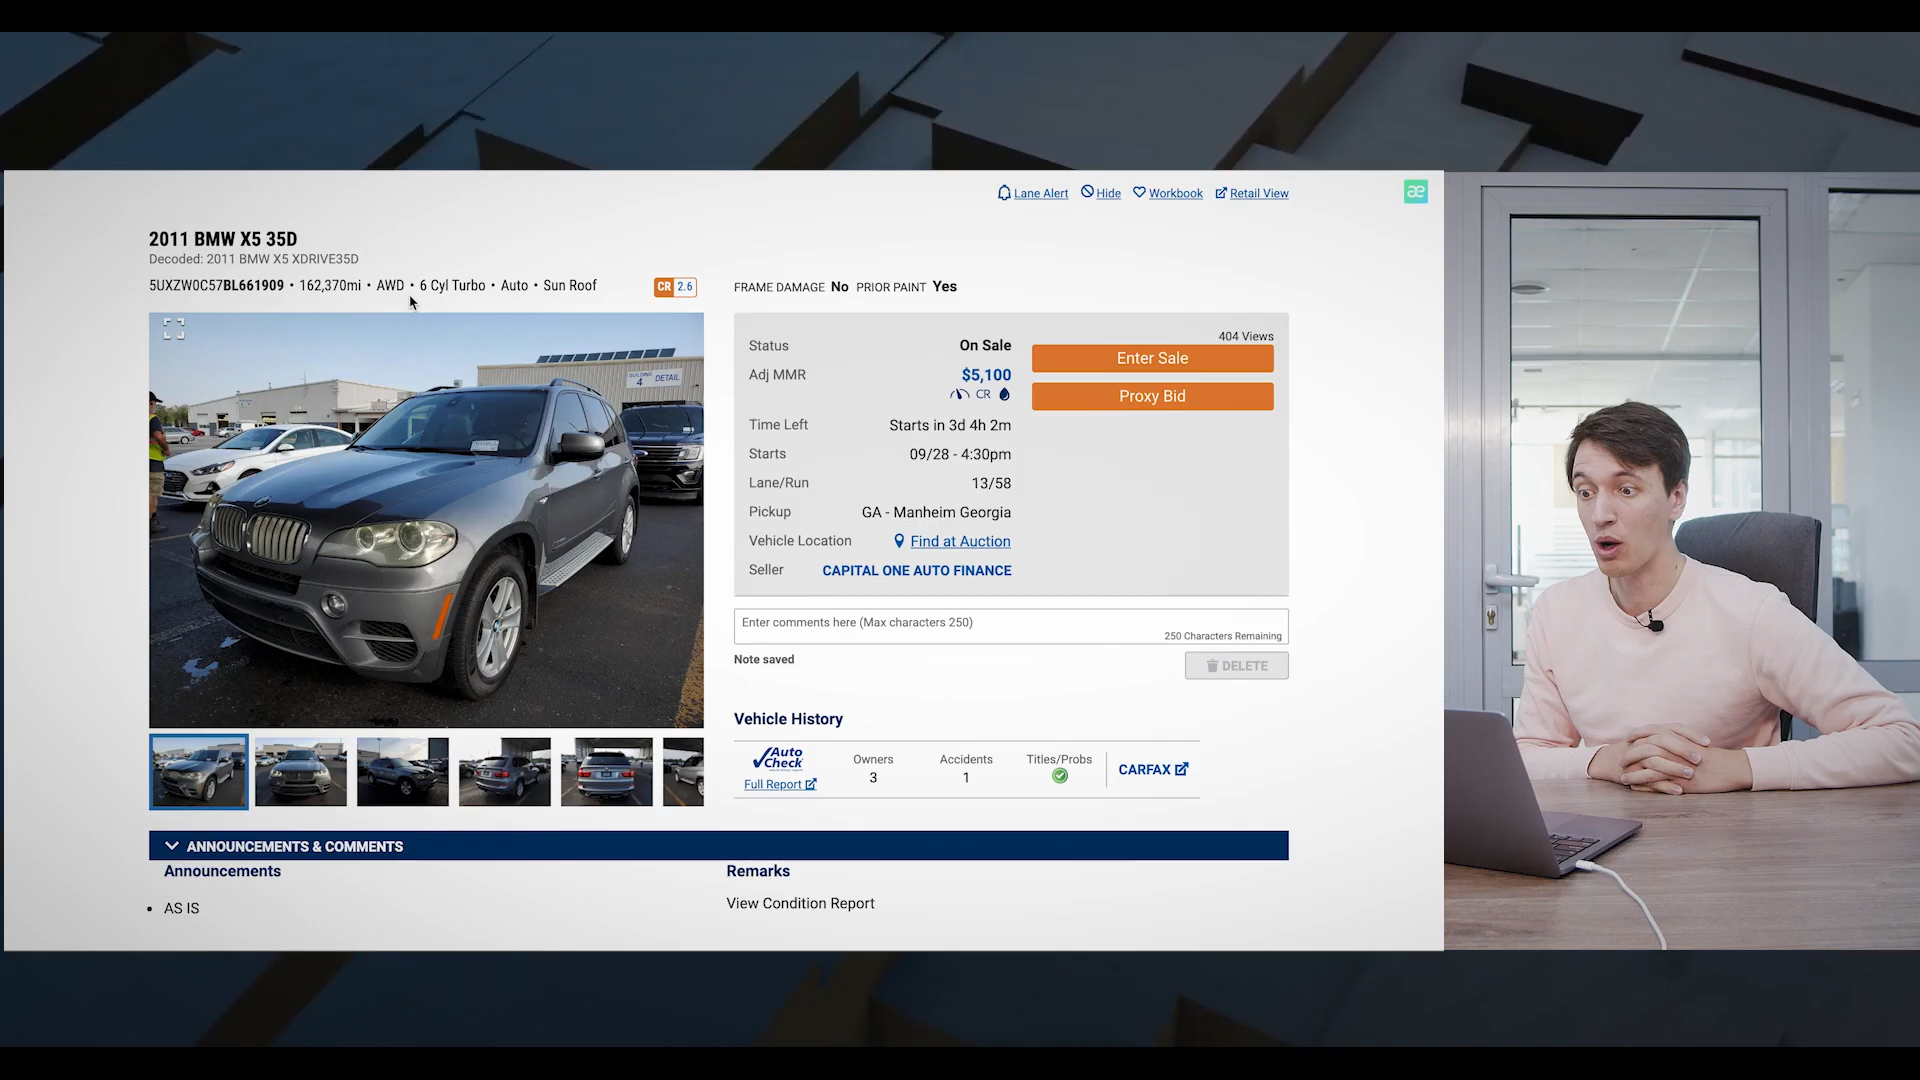 Lane Alert Hide Workbook Retail View
æ
2011 BMW X5 35D
Decoded: 2011 BMW X5 XDRIVE35D
5UXZW0C57BL661909 • 162,370mi • AWD • 6 Cyl Turbo • Auto • Sun Roof
CR 2.6
FRAME DAMAGE No PRIOR PAINT Yes
BUILDING
4 DETAIL
404 Views
Status On Sale
Enter Sale
Adj MMR $5,100
CR
Proxy Bid
Time Left Starts in 3d 4h 2m
Starts 09/28 - 4:30pm
Lane/Run 13/58
Pickup GA - Manheim Georgia
Vehicle Location Find at Auction
Seller CAPITAL ONE AUTO FINANCE
Enter comments here (Max characters 250)
250 Characters Remaining
Note saved
DELETE
Vehicle History
Auto
Check
Full Report
Owners Accidents Titles/Probs
3 1
CARFAX
ANNOUNCEMENTS & COMMENTS
Announcements
• AS IS
Remarks
View Condition Report